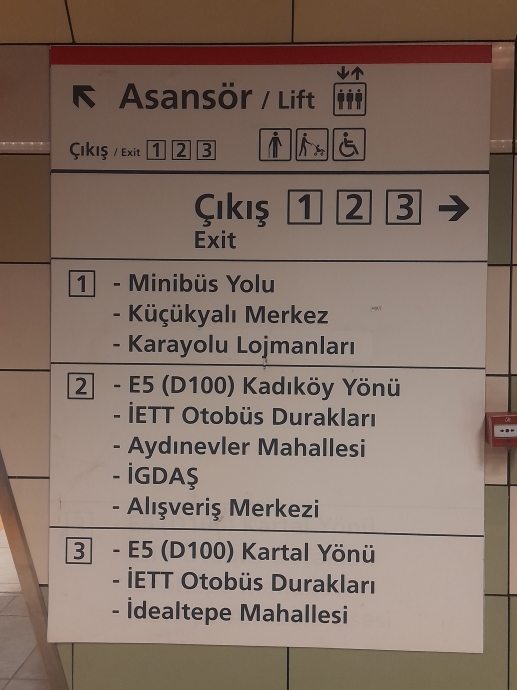 Asansör / Lift
Çıkış / Exit 1 2 3
Çıkış 1 2 3
Exit
1 - Minibüs Yolu
- Küçükyalı Merkez
- Karayolu Lojmanları
2 - E5 (D100) Kadıköy Yönü
- İETT Otobüs Durakları
- Aydınevler Mahallesi
- İGDAŞ
- Alışveriş Merkezi
3 - E5 (D100) Kartal Yönü
- İETT Otobüs Durakları
- İdealtepe Mahallesi